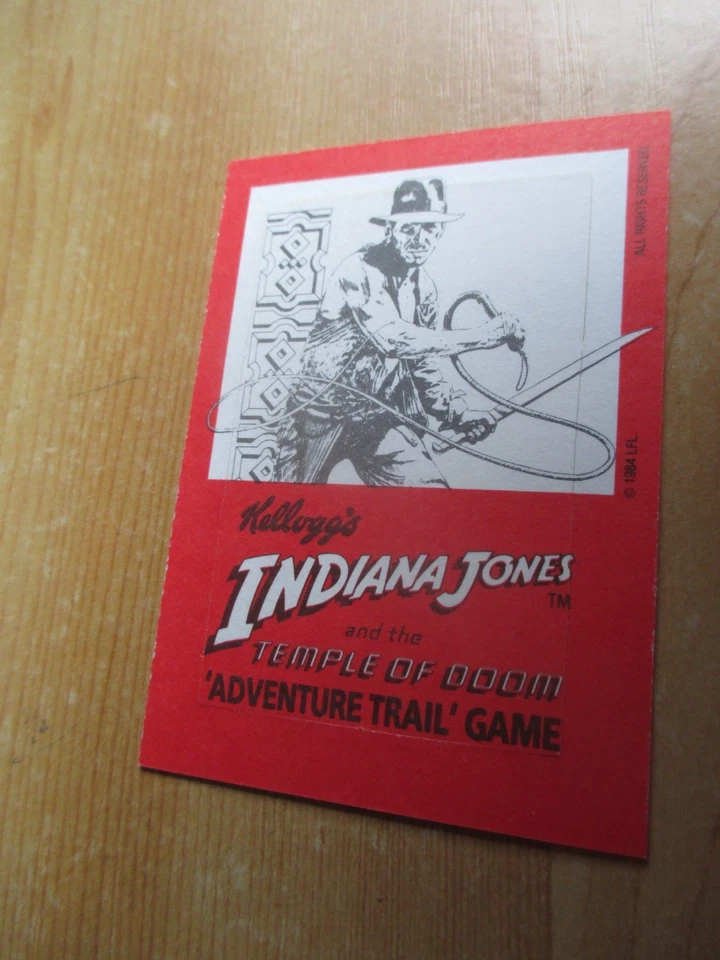 ALL RIGHTS RESERVED
© 1984 LFL
Kellogg's
INDIANA JONES
TM
and the
TEMPLE OF DOOM
'ADVENTURE TRAIL' GAME